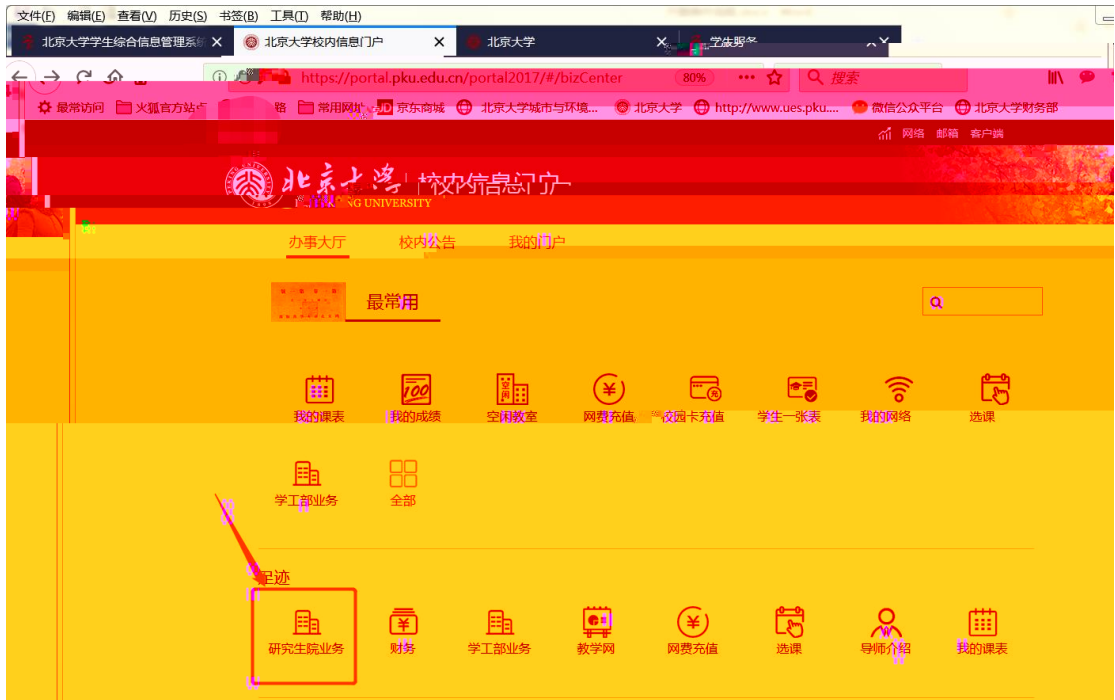 文件(F) 编辑(E) 查看(V) 历史(S) 书签(B) 工具(T) 帮助(H)
北京大学学生综合信息管理系统 北京大学校内信息门户 北京大学
https://portal.pku.edu.cn/portal2017/#/bizCenter 80% 搜索
最常访问 火狐官方站点 常用网址 JD 京东商城 北京大学城市与环境... 北京大学 http://www.ues.pku.... 微信公众平台 北京大学财务部
网络 邮箱 客户端
北京大学 校内信息门户
NG UNIVERSITY
办事大厅 校内公告 我的门户
最常用
我的课表 我的成绩 空闲教室 网费充值 校园卡充值 学生一张表 我的网络 选课
学工部业务 全部
足迹
研究生院业务 财务 学工部业务 教学网 网费充值 选课 导师介绍 我的课表